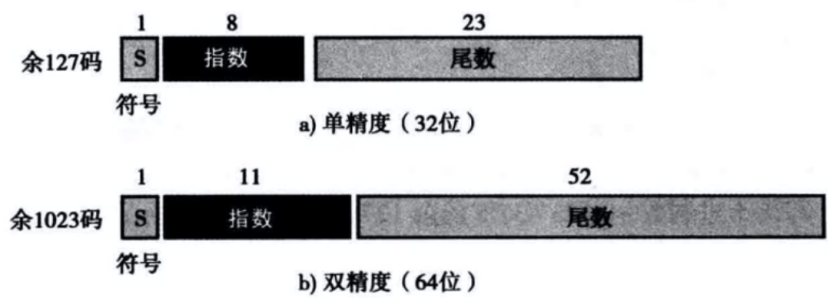 1 8 23
余127码 S 指数 尾数
符号
a) 单精度（32位）
1 11 52
余1023码 S 指数 尾数
符号
b) 双精度（64位）